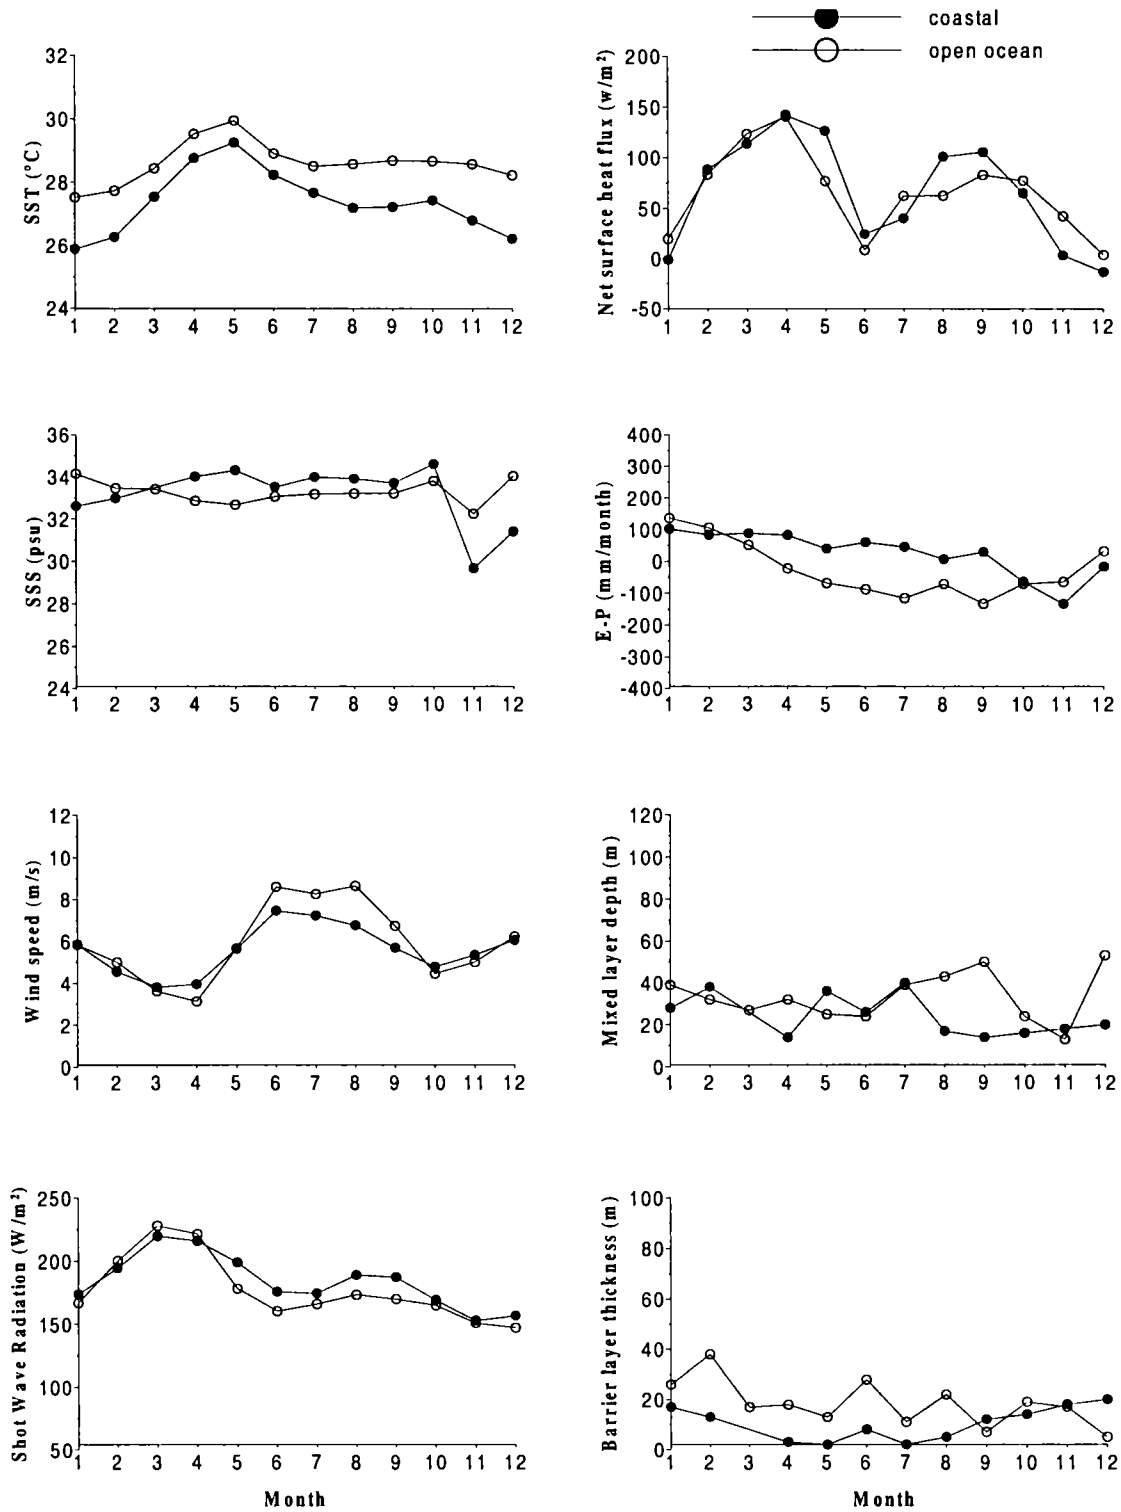 coastal
open ocean
SST (°C)
32
30
28
26
24
1 2 3 4 5 6 7 8 9 10 11 12
Net surface heat flux (w/m²)
200
150
100
50
0
-50
1 2 3 4 5 6 7 8 9 10 11 12
SSS (psu)
36
34
32
30
28
26
24
1 2 3 4 5 6 7 8 9 10 11 12
E-P (mm/month)
400
300
200
100
0
-100
-200
-300
-400
1 2 3 4 5 6 7 8 9 10 11 12
Wind speed (m/s)
12
10
8
6
4
2
0
1 2 3 4 5 6 7 8 9 10 11 12
Mixed layer depth (m)
120
100
80
60
40
20
0
1 2 3 4 5 6 7 8 9 10 11 12
Shot Wave Radiation (W/m²)
250
200
150
100
50
1 2 3 4 5 6 7 8 9 10 11 12
Month
Barrier layer thickness (m)
100
80
60
40
20
0
1 2 3 4 5 6 7 8 9 10 11 12
Month